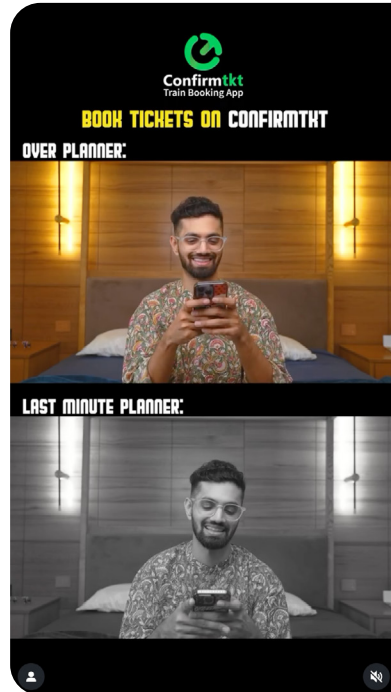 Confirmtkt
Train Booking App
BOOK TICKETS ON CONFIRMTKT
OVER PLANNER:
LAST MINUTE PLANNER: